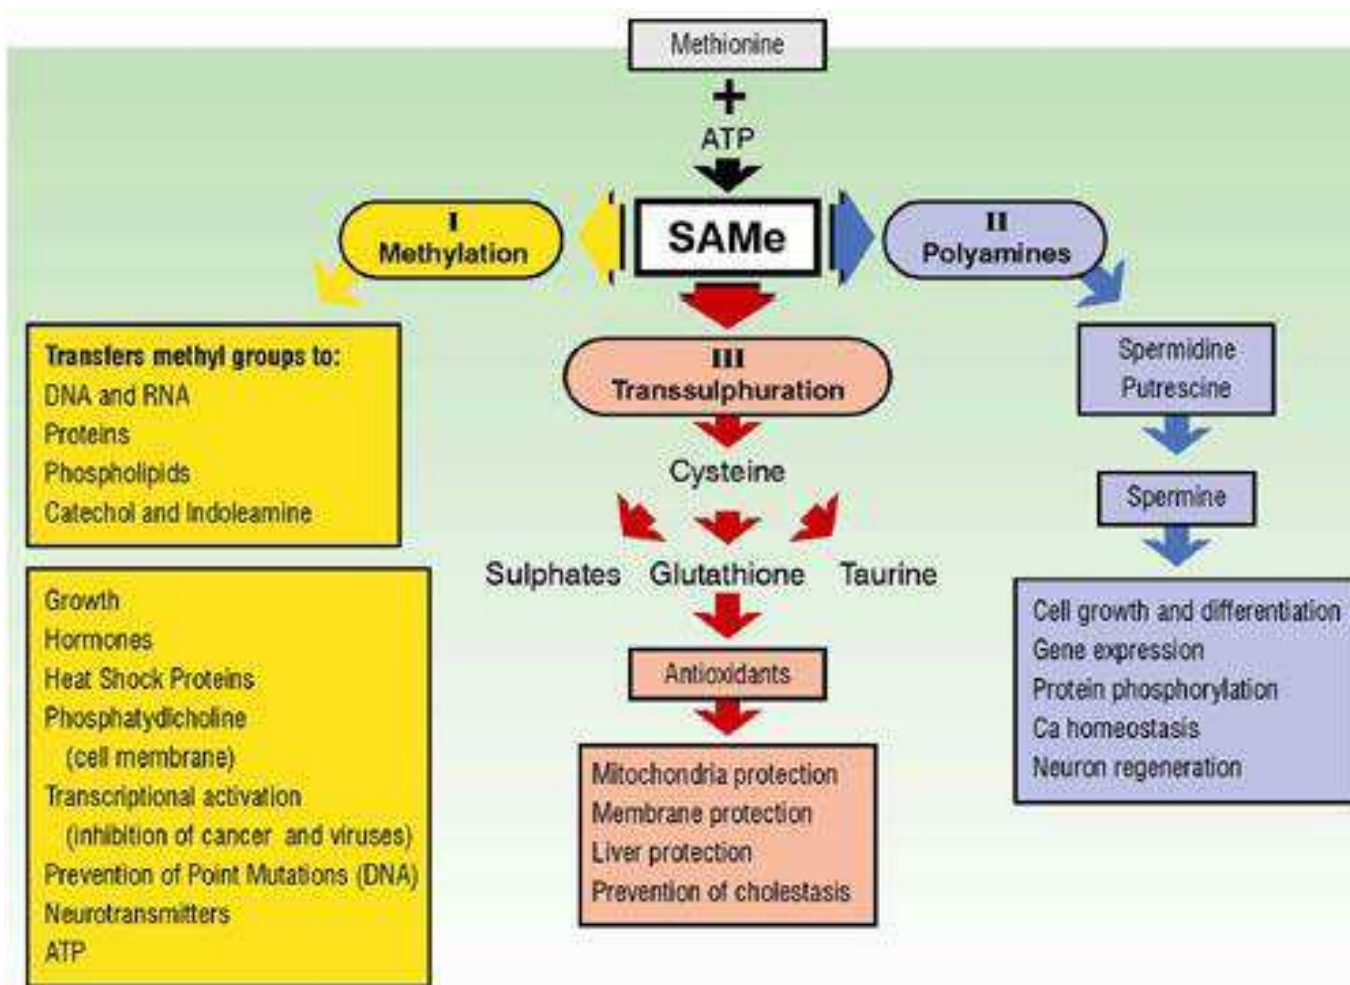 Methionine
+
ATP
SAMe
I
Methylation
II
Polyamines
III
Transsulphuration
Transfers methyl groups to:
DNA and RNA
Proteins
Phospholipids
Catechol and Indoleamine
Growth
Hormones
Heat Shock Proteins
Phosphatydlcholine
(cell membrane)
Transcriptional activation
(inhibition of cancer and viruses)
Prevention of Point Mutations (DNA)
Neurotransmitters
ATP
Cysteine
Sulphates Glutathione Taurine
Antioxidants
Mitochondria protection
Membrane protection
Liver protection
Prevention of cholestasis
Spermidine
Putrescine
Spermine
Cell growth and differentiation
Gene expression
Protein phosphorylation
Ca homeostasis
Neuron regeneration